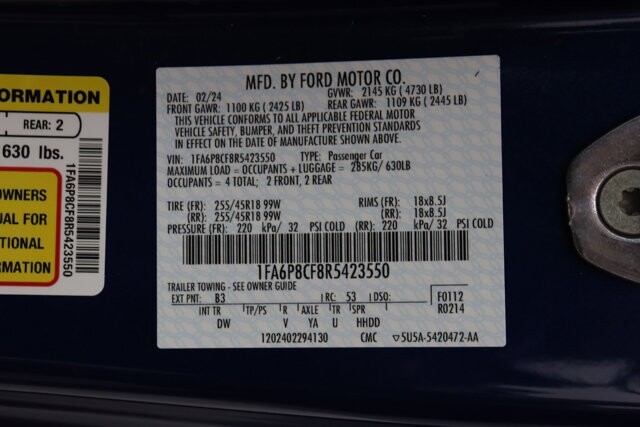 ORMATION
REAR: 2
630 lbs.
OWNERS
UAL FOR
TIONAL
ATION
1FA6P8CF8R5423550
MFD. BY FORD MOTOR CO.
DATE: 02/24 GVWR: 2145 KG ( 4730 LB)
FRONT GAWR: 1100 KG ( 2425 LB) REAR GAWR: 1109 KG ( 2445 LB)
THIS VEHICLE CONFORMS TO ALL APPLICABLE FEDERAL MOTOR
VEHICLE SAFETY, BUMPER, AND THEFT PREVENTION STANDARDS
IN EFFECT ON THE DATE OF MANUFACTURE SHOWN ABOVE.
VIN: 1FA6P8CF8R5423550 TYPE: Passenger Car
MAXIMUM LOAD = OCCUPANTS + LUGGAGE = 285KG/ 630LB
OCCUPANTS = 4 TOTAL; 2 FRONT, 2 REAR
TIRE (FR): 255/45R18 99W RIMS (FR): 18x8.5J
(RR): 255/45R18 99W (RR): 18x8.5J
PRESSURE (FR): 220 kPa/ 32 PSI COLD (RR): 220 kPa/ 32 PSI COLD
1FA6P8CF8R5423550
TRAILER TOWING - SEE OWNER GUIDE
EXT PNT: B3 RC: 53 DSO: F0112
INT TR TP/PS R AXLE TR SPR R0214
DW V YA U HHDD
1202402294130 CMC 5U5A-5420472-AA